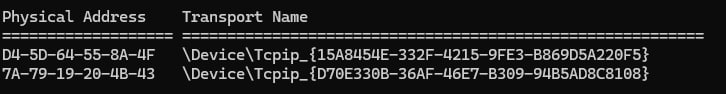 Physical Address    Transport Name
=================== ==========================================================
D4-5D-64-55-8A-4F   \Device\Tcpip_{15A8454E-332F-4215-9FE3-B869D5A220F5}
7A-79-19-20-4B-43   \Device\Tcpip_{D70E330B-36AF-46E7-B309-94B5AD8C8108}